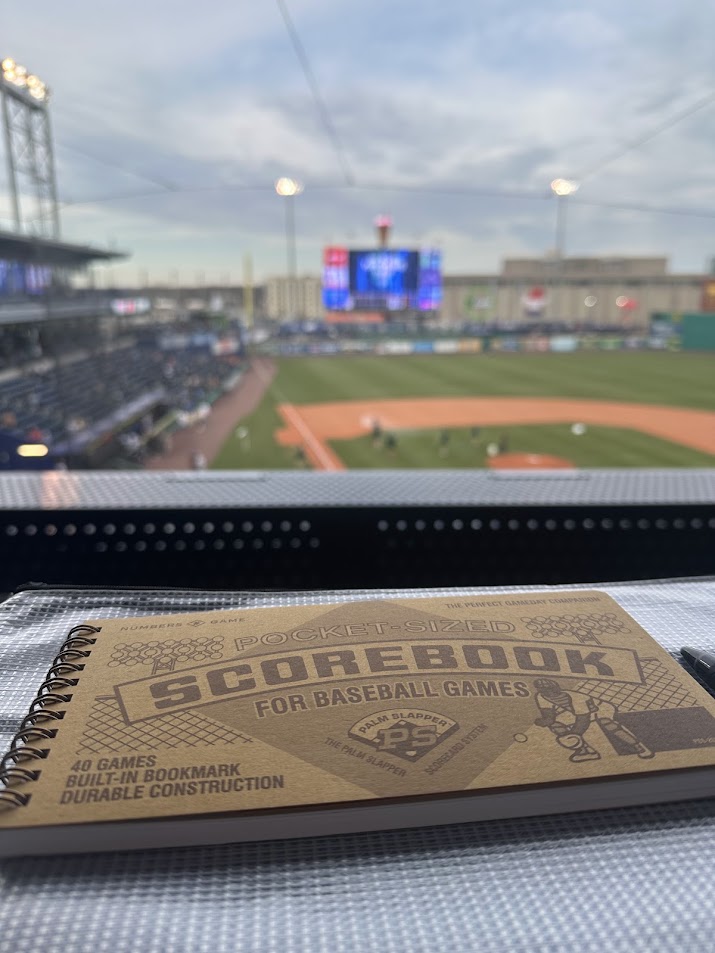 NUMBERS GAME
THE PERFECT GAMEDAY COMPANION
POCKET-SIZED
SCOREBOOK
FOR BASEBALL GAMES
PALM SLAPPER
PS
THE PALM SLAPPER
SCOREBOARD SYSTEM
40 GAMES
BUILT-IN BOOKMARK
DURABLE CONSTRUCTION